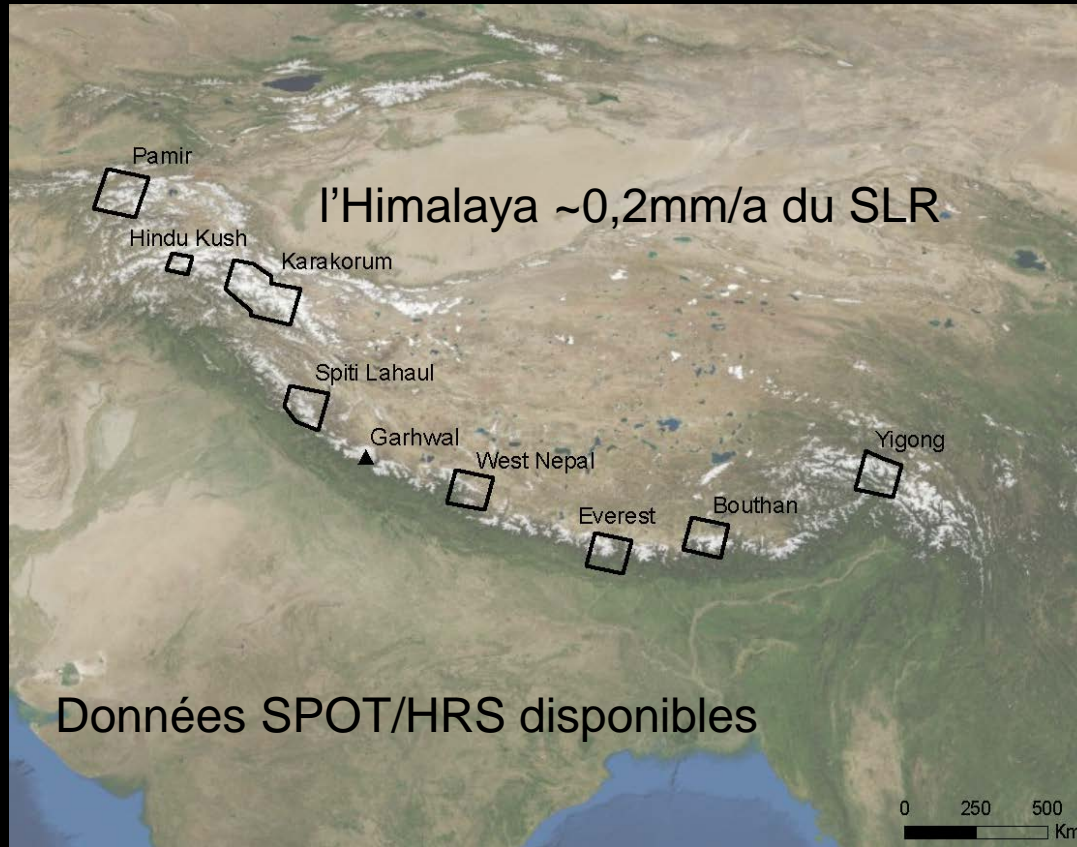 Pamir
l'Himalaya ~0,2mm/a du SLR
Hindu Kush
Karakorum
Spiti Lahaul
Garhwal
West Nepal
Yigong
Everest
Bouthan
Données SPOT/HRS disponibles
0 250 500
Km